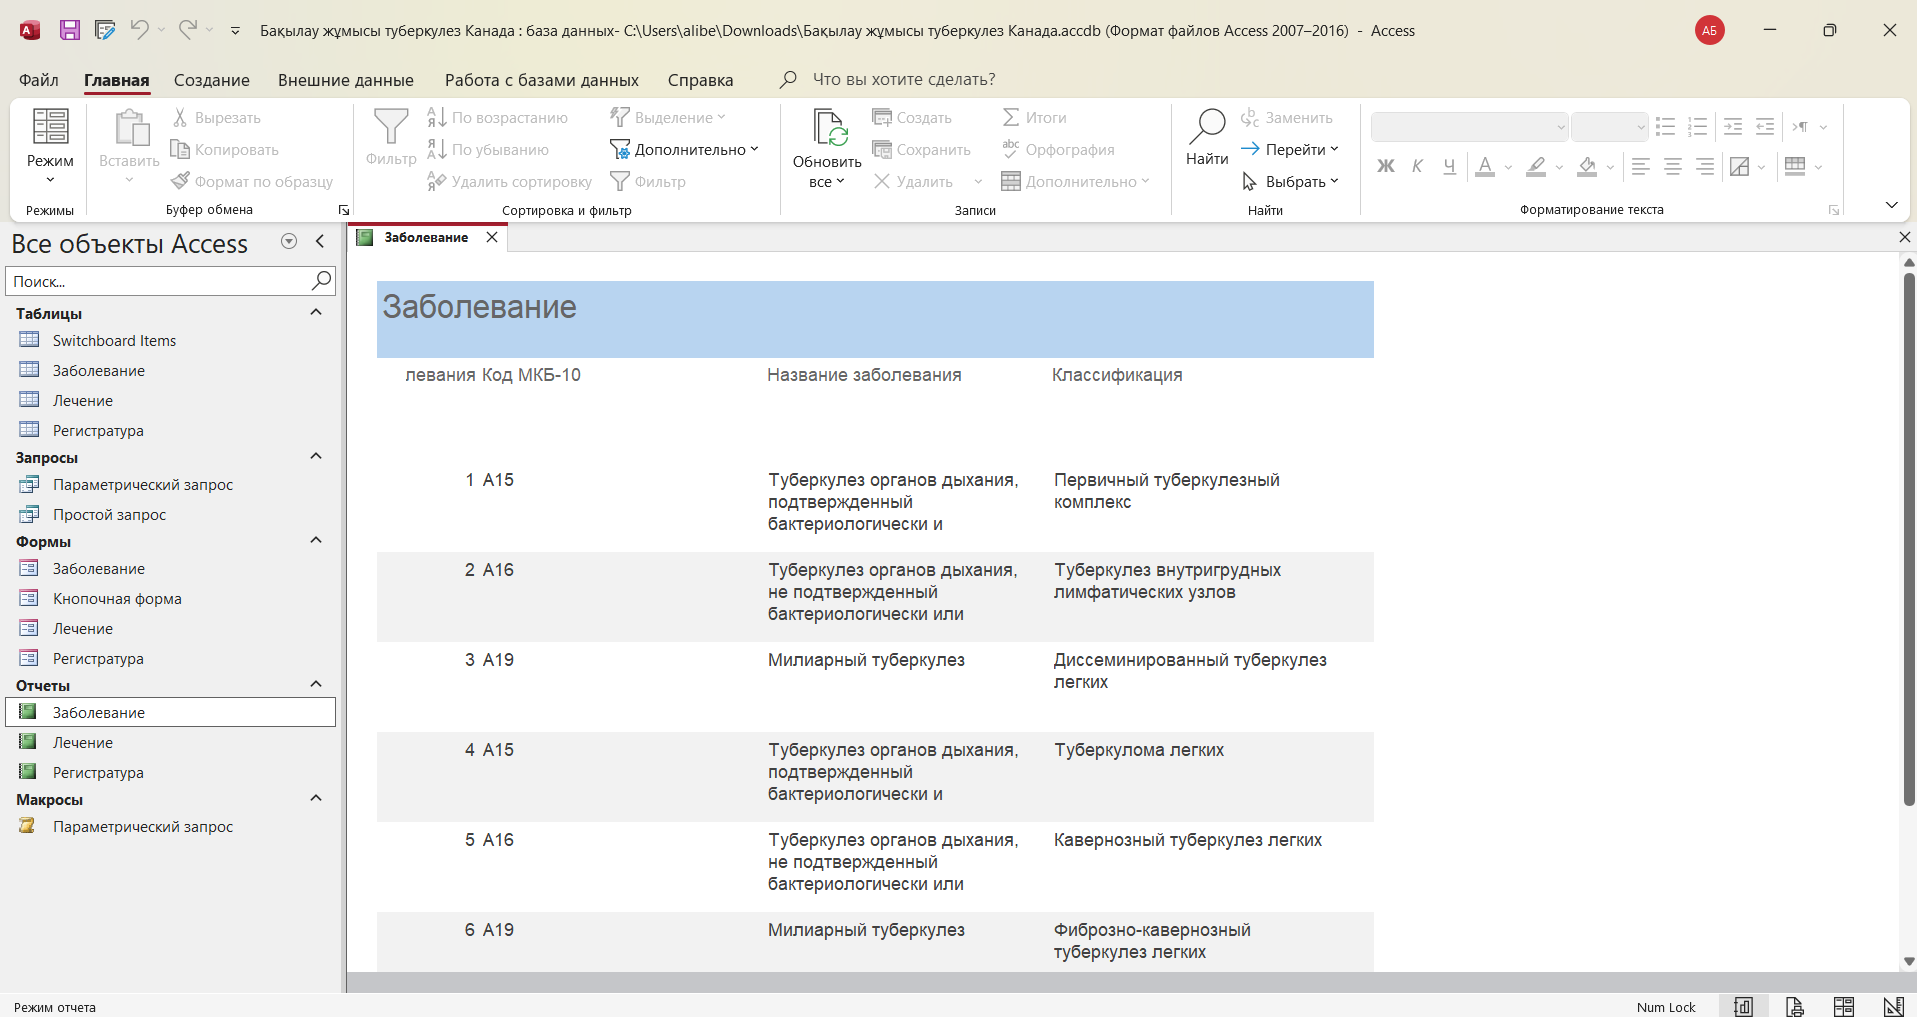 Бақылау жұмысы туберкулез Канада : база данных- C:\Users\alibe\Downloads\Бақылау жұмысы туберкулез Канада.accdb (Формат файлов Access 2007–2016) - Access
АБ
Файл Главная Создание Внешние данные Работа с базами данных Справка Что вы хотите сделать?
Режим
Режимы
Вставить
Вырезать
Копировать
Формат по образцу
Буфер обмена
Фильтр
По возрастанию
По убыванию
Удалить сортировку
Выделение
Дополнительно
Фильтр
Сортировка и фильтр
Обновить
все
Создать
Сохранить
Удалить
Итоги
Орфография
Дополнительно
Записи
Найти
Заменить
Перейти
Выбрать
Найти
Ж К Ч А
Форматирование текста
Все объекты Access
Поиск...
Таблицы
Switchboard Items
Заболевание
Лечение
Регистратура
Запросы
Параметрический запрос
Простой запрос
Формы
Заболевание
Кнопочная форма
Лечение
Регистратура
Отчеты
Заболевание
Лечение
Регистратура
Макросы
Параметрический запрос
Заболевание
Заболевание
левания Код МКБ-10 Название заболевания Классификация
1 А15 Туберкулез органов дыхания, Первичный туберкулезный
подтвержденный комплекс
бактериологически и
2 А16 Туберкулез органов дыхания, Туберкулез внутригрудных
не подтвержденный лимфатических узлов
бактериологически или
3 А19 Милиарный туберкулез Диссеминированный туберкулез
легких
4 А15 Туберкулез органов дыхания, Туберкулома легких
подтвержденный
бактериологически и
5 А16 Туберкулез органов дыхания, Кавернозный туберкулез легких
не подтвержденный
бактериологически или
6 А19 Милиарный туберкулез Фиброзно-кавернозный
туберкулез легких
Режим отчета
Num Lock